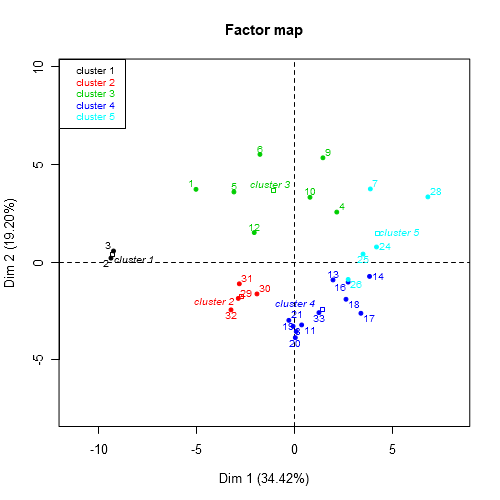 Factor map
cluster 1
cluster 2
cluster 3
cluster 4
cluster 5
10
5
0
-5
Dim 2 (19.20%)
6
9
1
5
cluster 3
7
28
10
4
12
cluster 5
24
3
2
cluster 1
25
13
14
16
26
31
29
30
cluster 2
32
cluster 4
18
21
33
17
19
8
11
20
-10
-5
0
5
Dim 1 (34.42%)